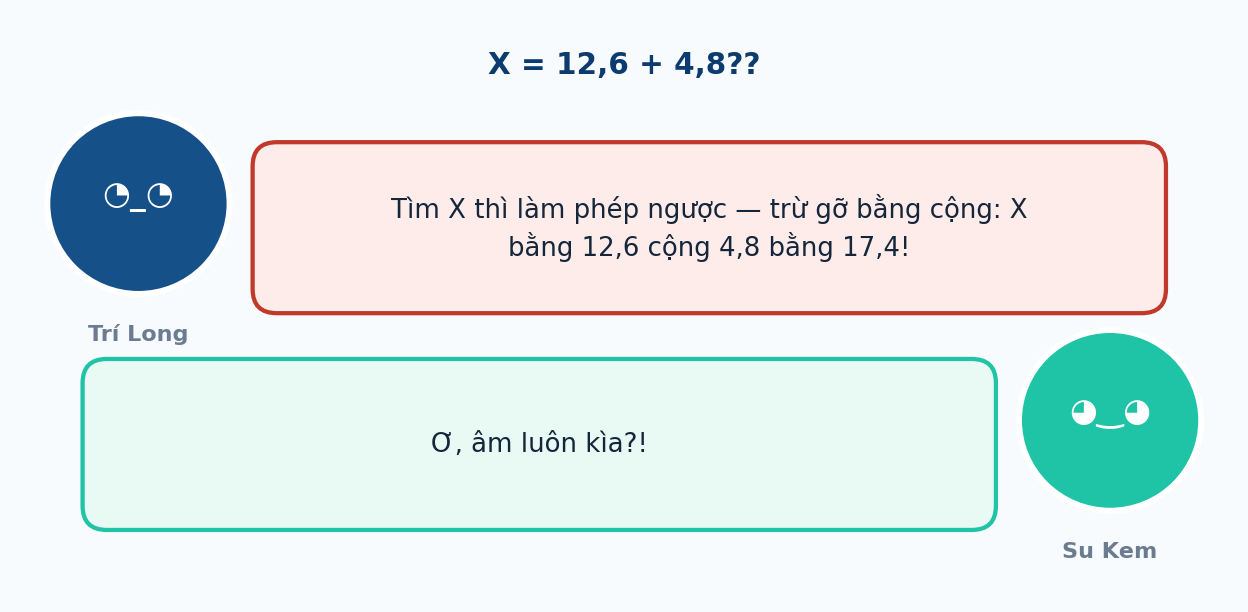 X = 12,6 + 4,8??
Tìm X thì làm phép ngược — trừ gỡ bằng cộng: X
bằng 12,6 cộng 4,8 bằng 17,4!
Trí Long
Ơ, âm luôn kìa?!
Su Kem